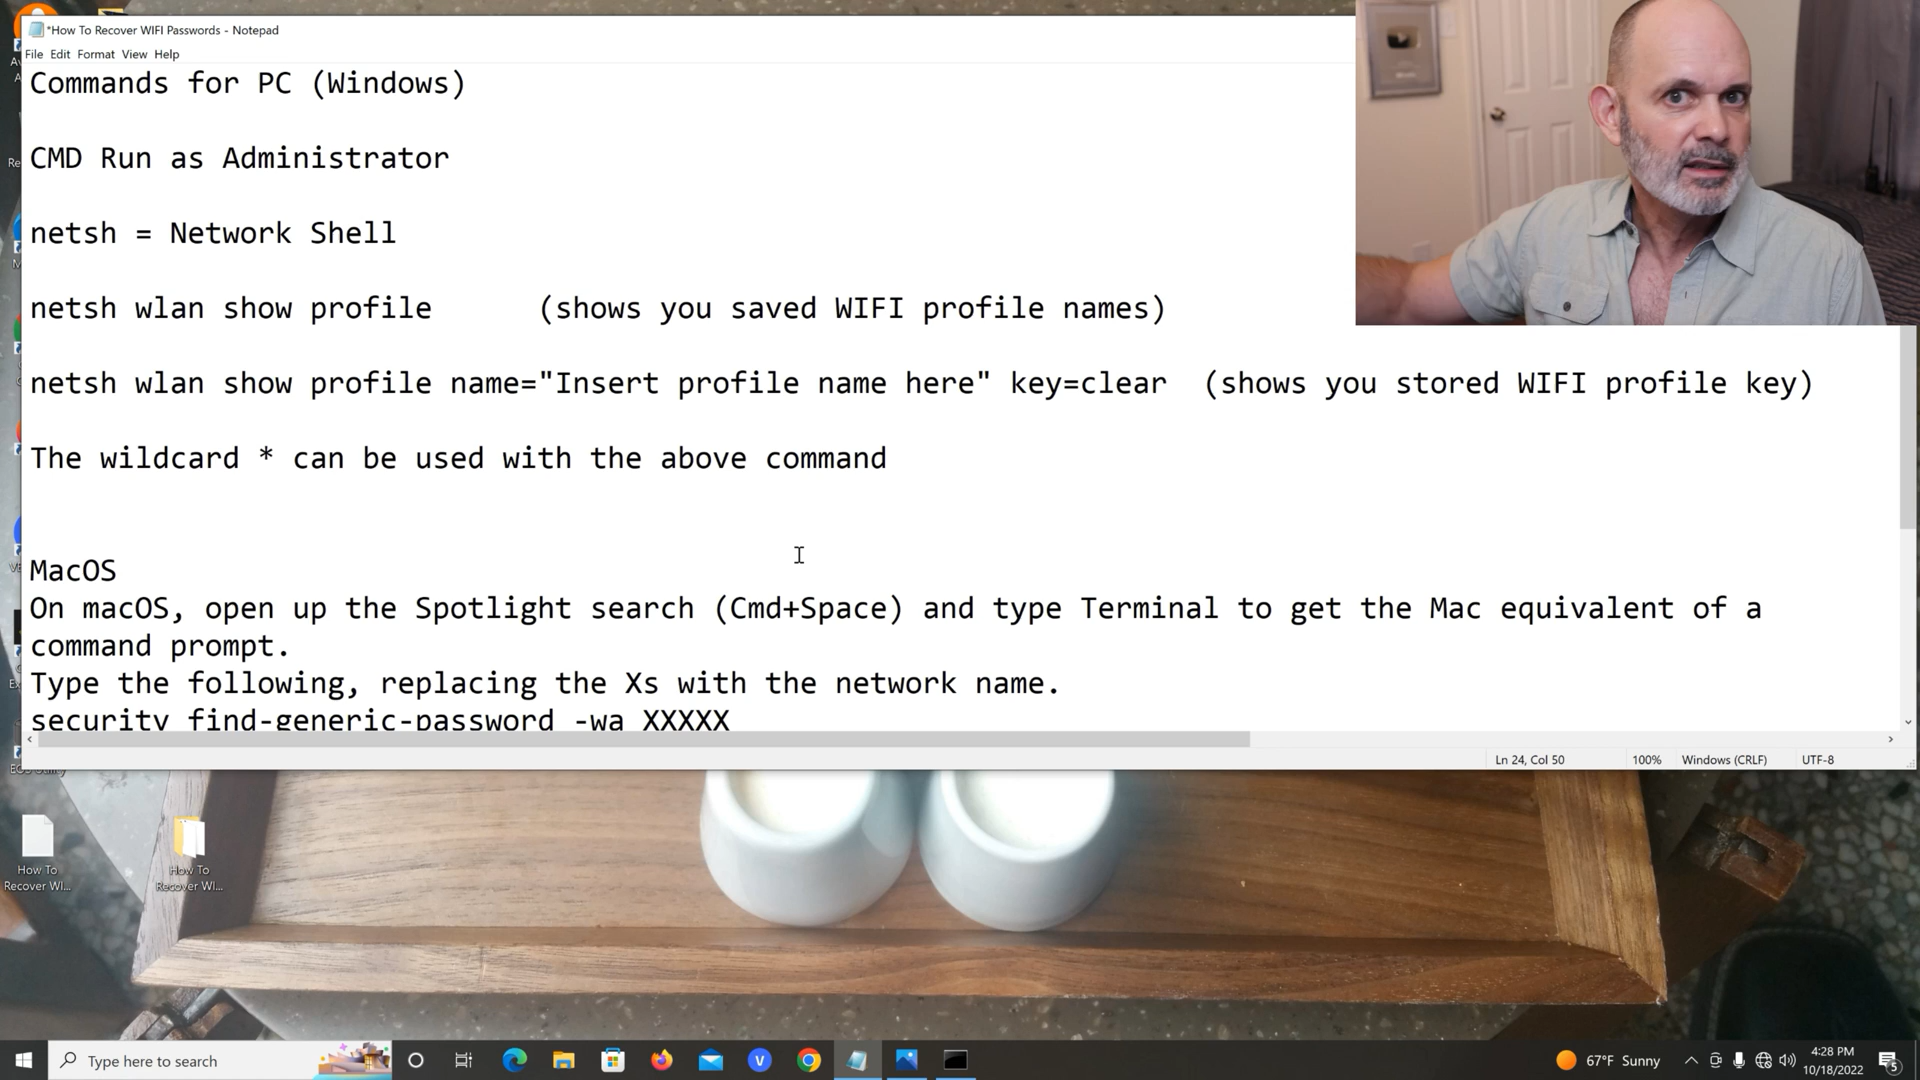 *How To Recover WIFI Passwords - Notepad
File Edit Format View Help
Commands for PC (Windows)
CMD Run as Administrator
netsh = Network Shell
netsh wlan show profile (shows you saved WIFI profile names)
netsh wlan show profile name="Insert profile name here" key=clear (shows you stored WIFI profile key)
The wildcard * can be used with the above command
MacOS
On macOS, open up the Spotlight search (Cmd+Space) and type Terminal to get the Mac equivalent of a
command prompt.
Type the following, replacing the Xs with the network name.
security find-generic-password -wa XXXXX
Ln 24, Col 50 100% Windows (CRLF) UTF-8
How To
Recover WI...
How To
Recover WI...
Type here to search
67°F Sunny
4:28 PM
10/18/2022
5